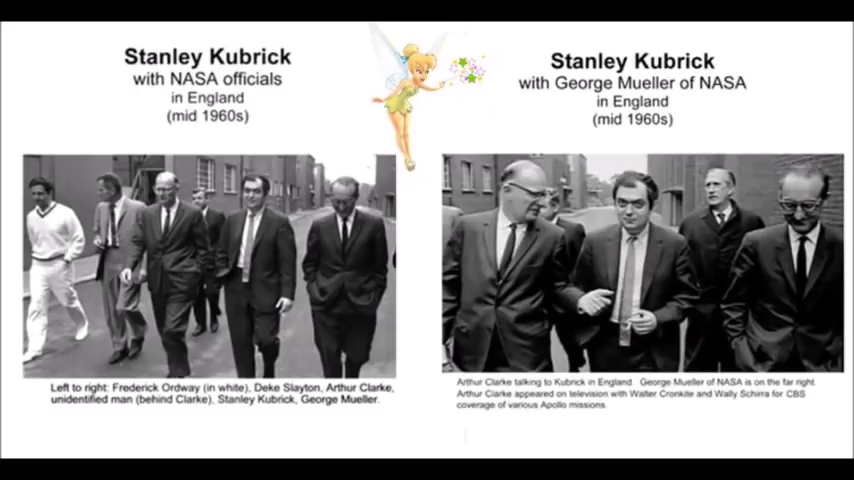 Stanley Kubrick
with NASA officials
in England
(mid 1960s)
Left to right: Frederick Ordway (in white), Deke Slayton, Arthur Clarke,
unidentified man (behind Clarke), Stanley Kubrick, George Mueller.
Stanley Kubrick
with George Mueller of NASA
in England
(mid 1960s)
Arthur Clarke talking to Kubrick in England George Mueller of NASA is on the far right.
Arthur Clarke appeared on television with Walter Cronkite and Wally Schirra for CBS
coverage of various Apollo missions.